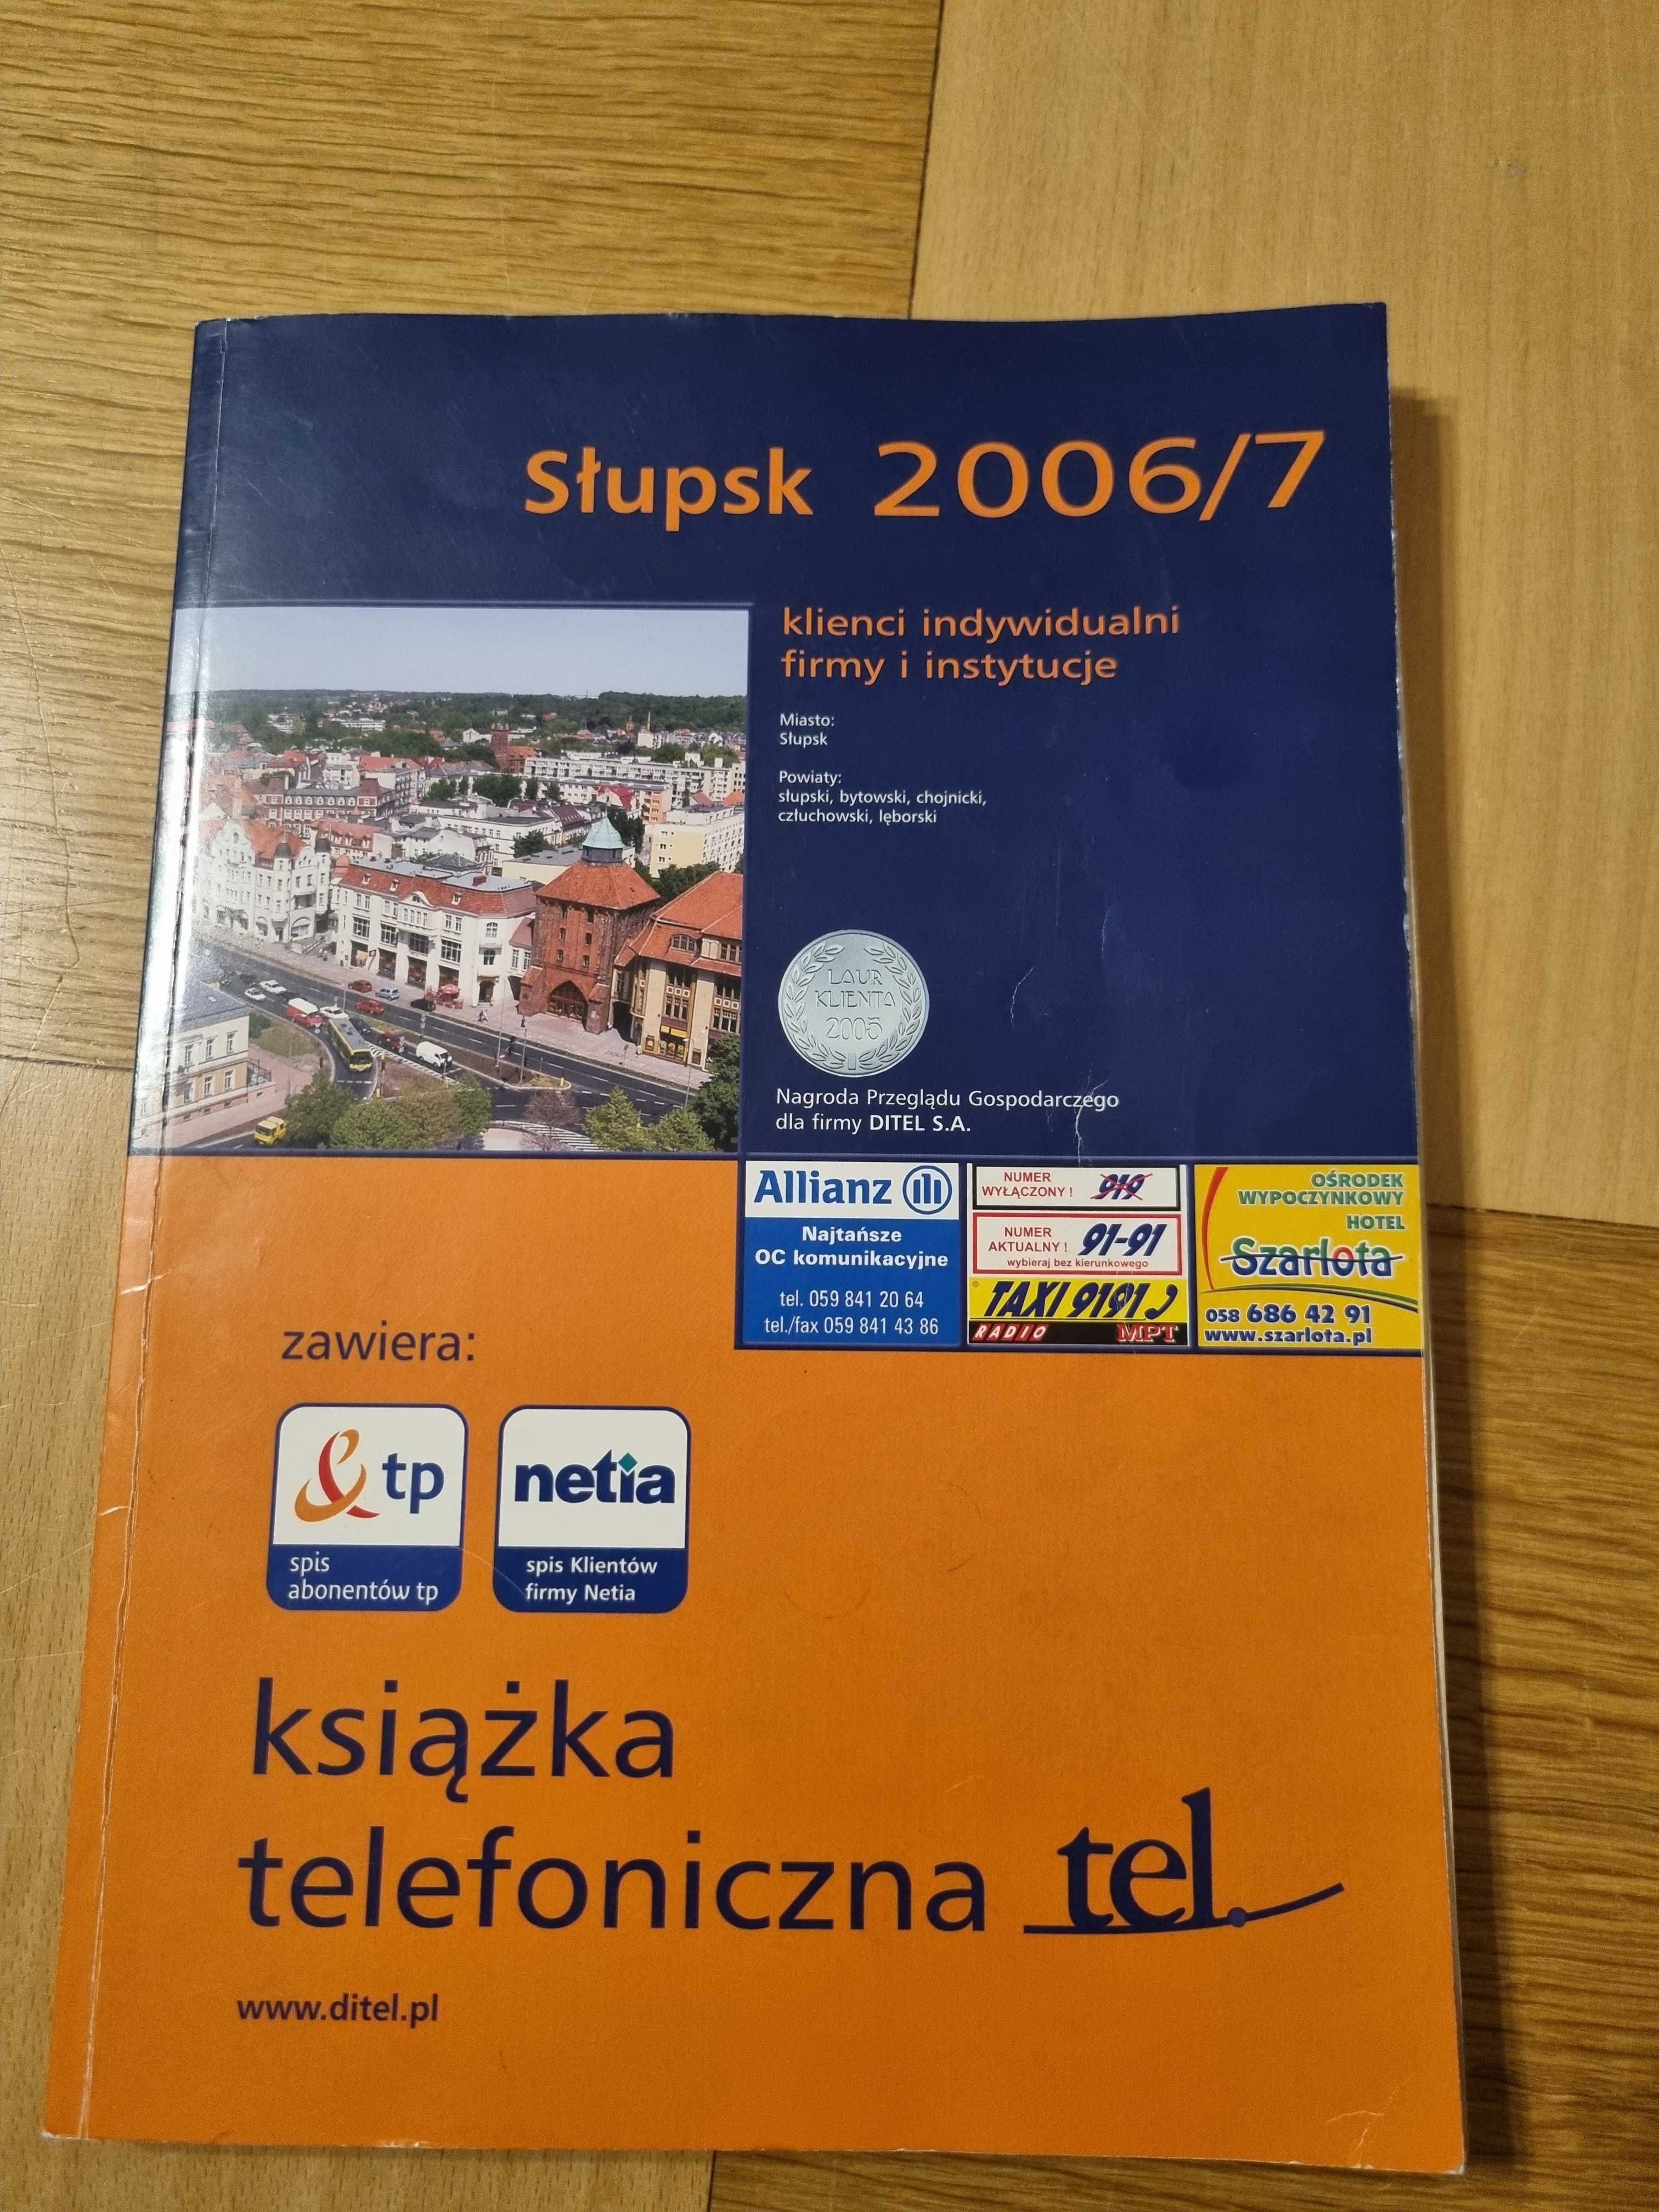 Słupsk 2006/7
klienci indywidualni
firmy i instytucje
Miasto:
Słupsk
Powiaty:
słupski, bytowski, chojnicki,
człuchowski, lęborski
LAUR
KLIENTA
2005
Nagroda Przeglądu Gospodarczego
dla firmy DITEL S.A.
Allianz
Najtańsze
OC komunikacyjne
tel. 059 841 20 64
tel./fax 059 841 43 86
NUMER
WYŁĄCZONY ! 919
NUMER
AKTUALNY ! 91-91
wybieraj bez kierunkowego
TAXI 9191
RADIO MPT
OŚRODEK
WYPOCZYNKOWY
HOTEL
Szarlota
058 686 42 91
www.szarlota.pl
zawiera:
tp
spis
abonentów tp
netia
spis Klientów
firmy Netia
książka
telefoniczna tel.
www.ditel.pl